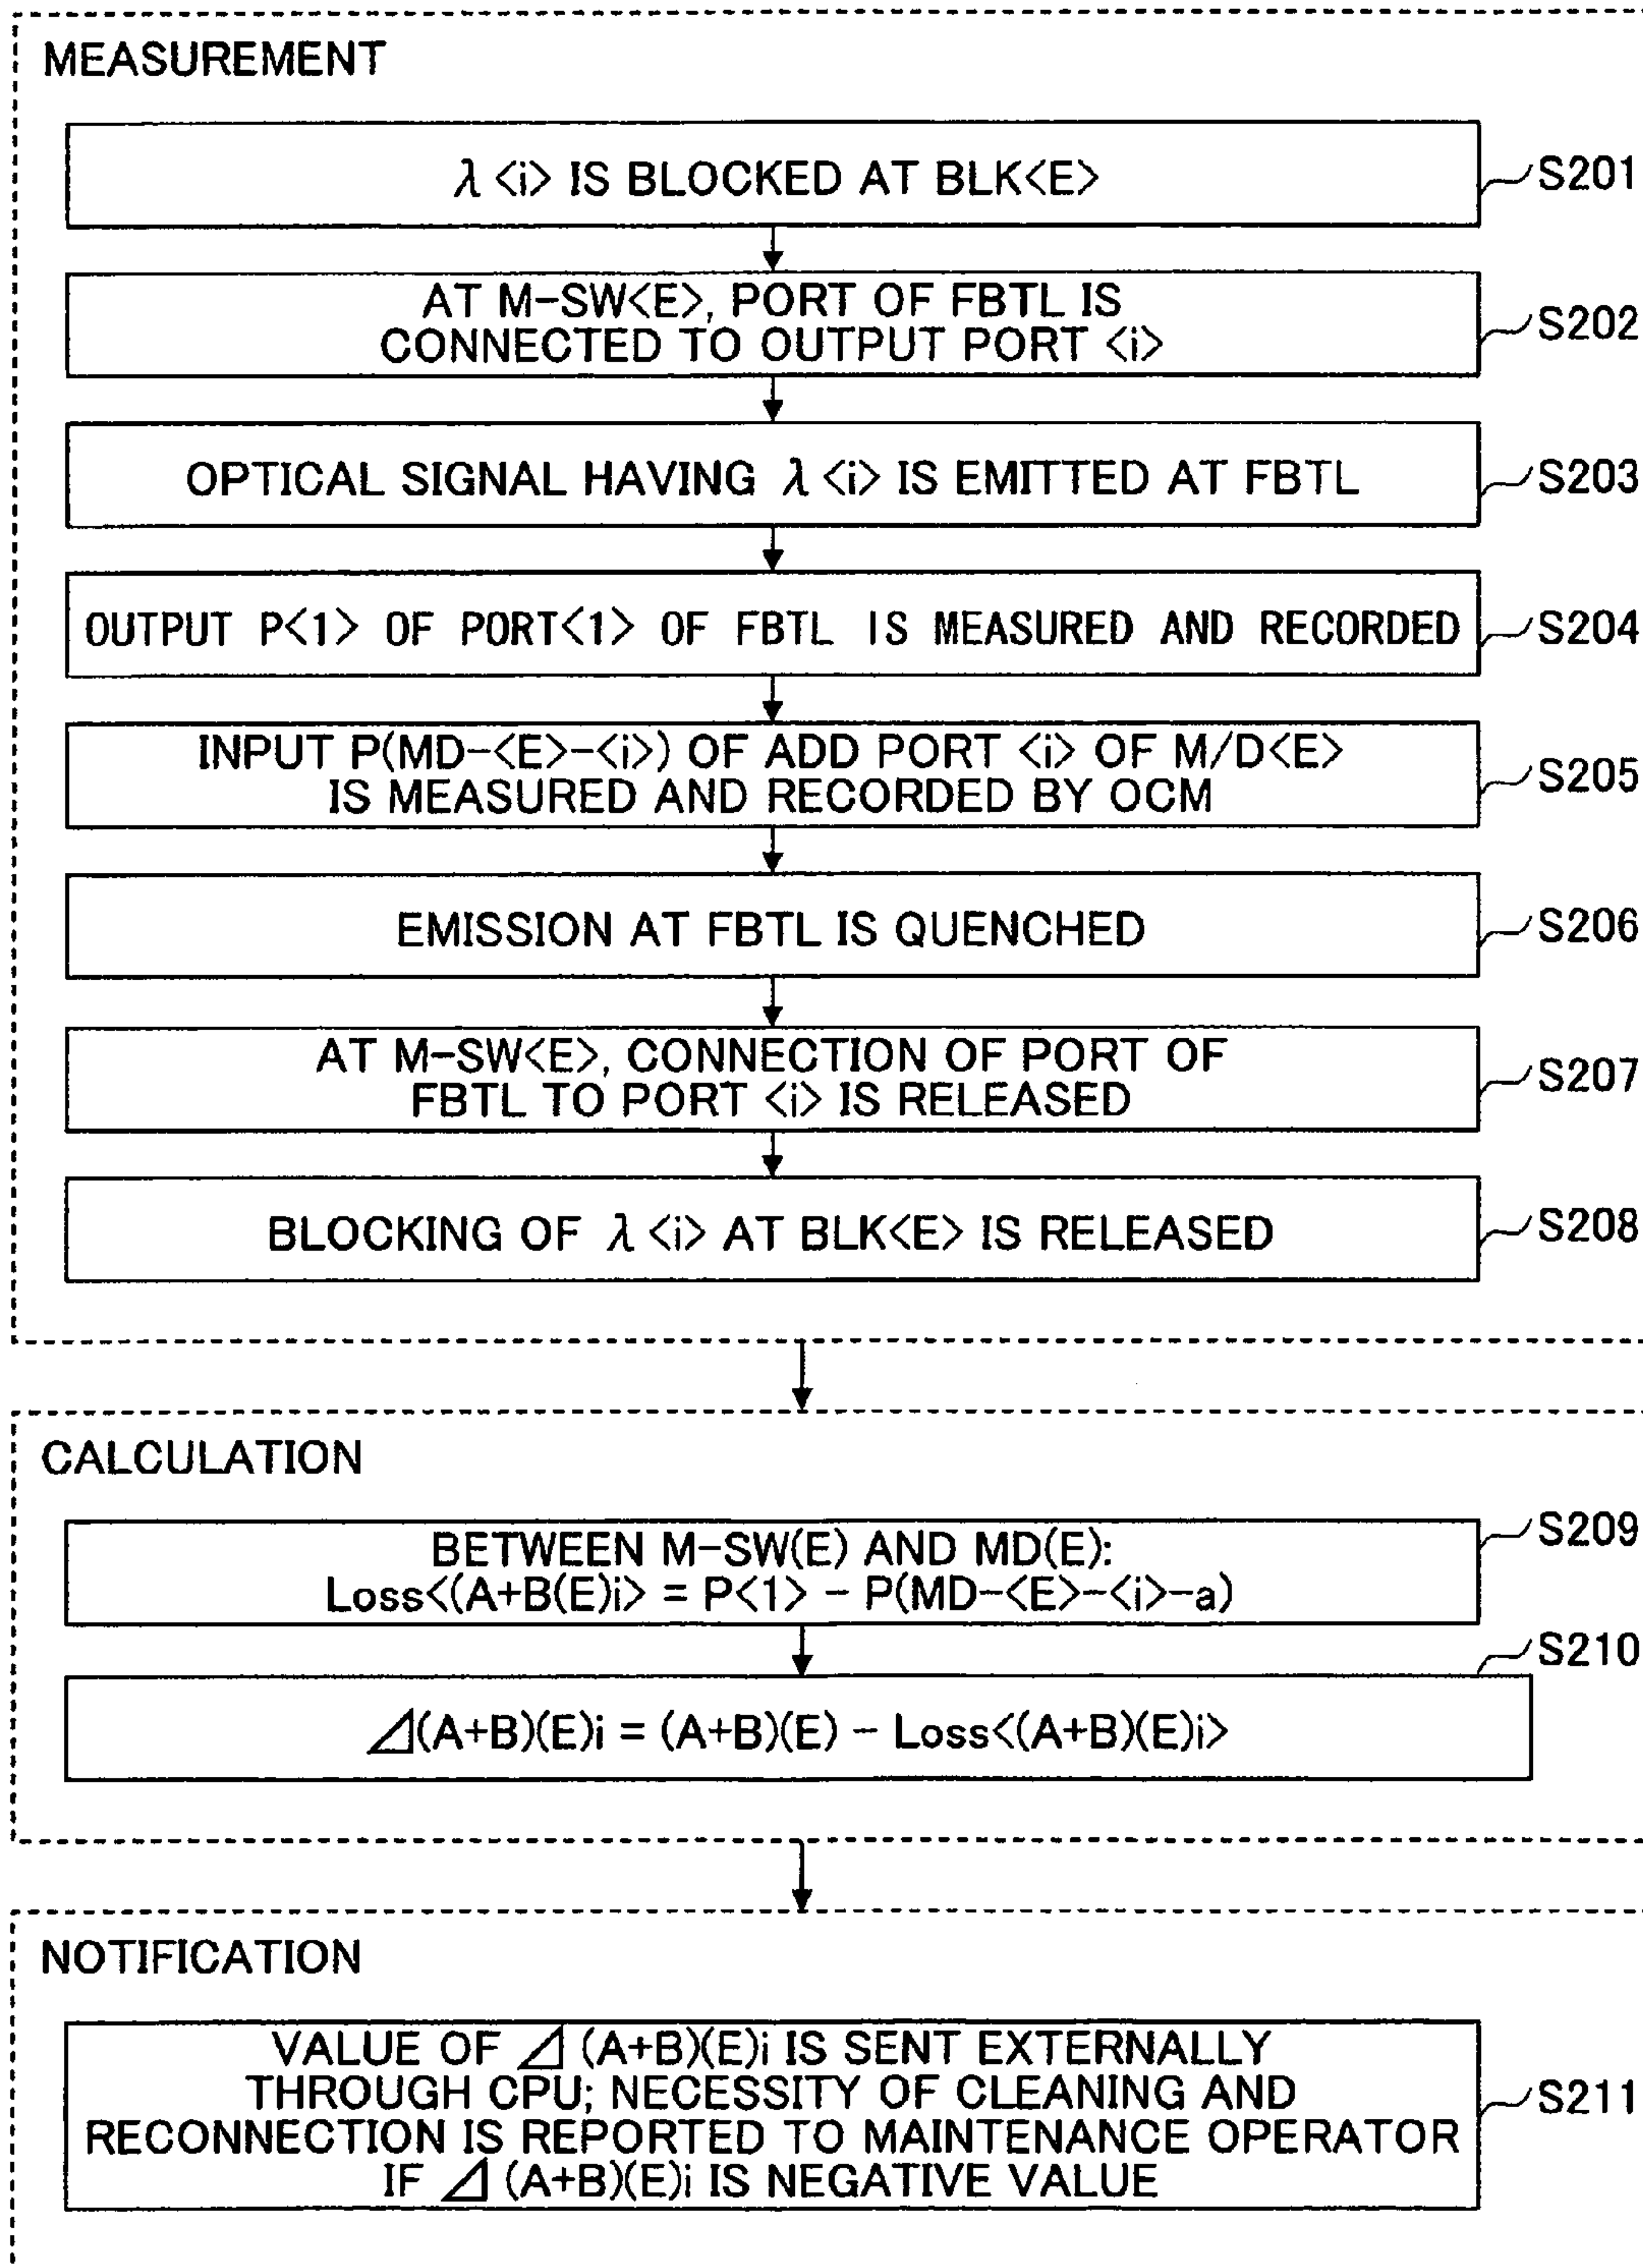 MEASUREMENT
λ<i> IS BLOCKED AT BLK<E>
S201
AT M-SW<E>, PORT OF FBTL IS
CONNECTED TO OUTPUT PORT <i>
S202
OPTICAL SIGNAL HAVING λ<i> IS EMITTED AT FBTL
S203
OUTPUT P<1> OF PORT<1> OF FBTL IS MEASURED AND RECORDED
S204
INPUT P(MD-<E>-<i>) OF ADD PORT <i> OF M/D<E>
IS MEASURED AND RECORDED BY OCM
S205
EMISSION AT FBTL IS QUENCHED
S206
AT M-SW<E>, CONNECTION OF PORT OF
FBTL TO PORT <i> IS RELEASED
S207
BLOCKING OF λ<i> AT BLK<E> IS RELEASED
S208
CALCULATION
BETWEEN M-SW(E) AND MD(E):
Loss<(A+B(E)i> = P<1> - P(MD-<E>-<i>-a)
S209
⊿(A+B)(E)i = (A+B)(E) - Loss<(A+B)(E)i>
S210
NOTIFICATION
VALUE OF ⊿ (A+B)(E)i IS SENT EXTERNALLY
THROUGH CPU; NECESSITY OF CLEANING AND
RECONNECTION IS REPORTED TO MAINTENANCE OPERATOR
IF ⊿ (A+B)(E)i IS NEGATIVE VALUE
S211